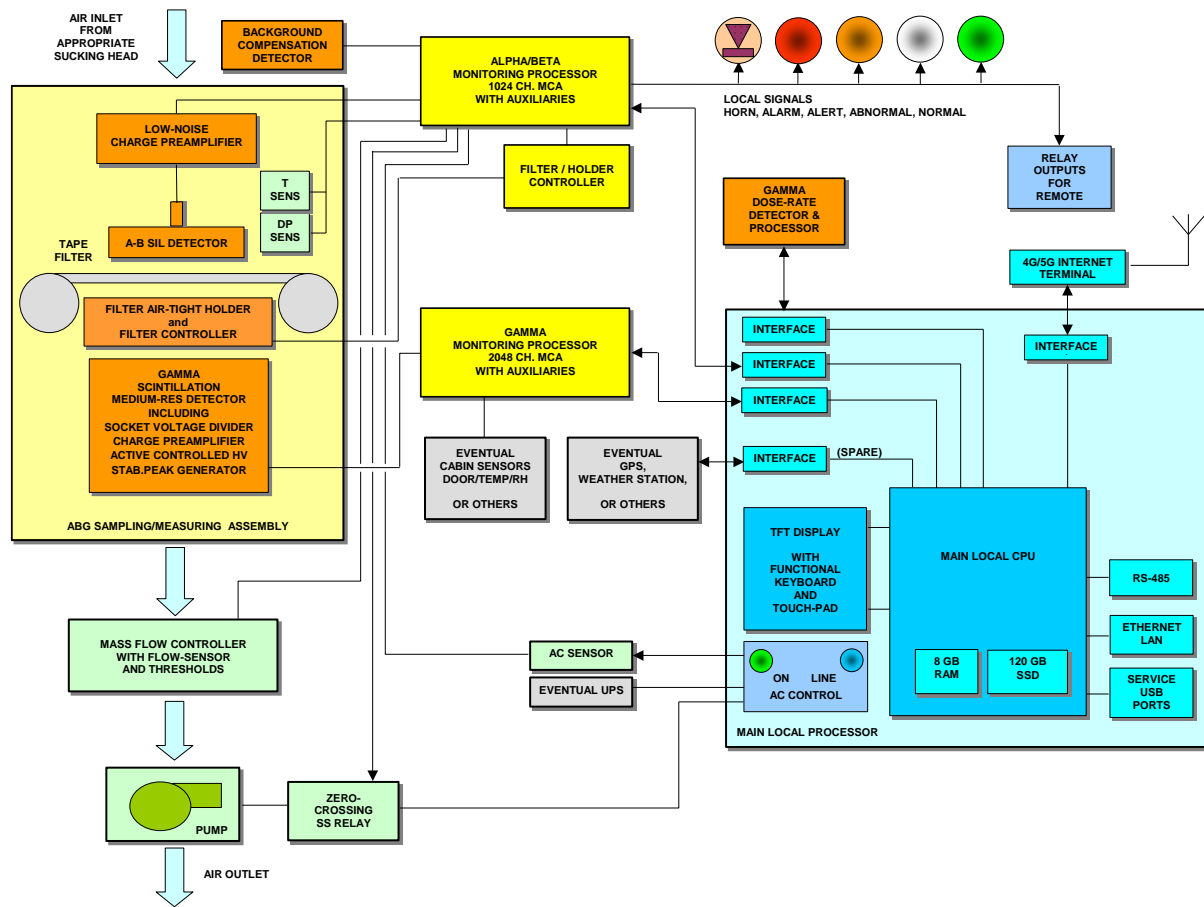 AIR INLET
FROM
APPROPRIATE
SUCKING HEAD
BACKGROUND
COMPENSATION
DETECTOR
ALPHA/BETA
MONITORING PROCESSOR
1024 CH. MCA
WITH AUXILIARIES
LOCAL SIGNALS
HORN, ALARM, ALERT, ABNORMAL, NORMAL
LOW-NOISE
CHARGE PREAMPLIFIER
T
SENS
DP
SENS
FILTER / HOLDER
CONTROLLER
RELAY
OUTPUTS
FOR
REMOTE
GAMMA
DOSE-RATE
DETECTOR &
PROCESSOR
TAPE
FILTER
A-B SIL DETECTOR
4G/5G INTERNET
TERMINAL
FILTER AIR-TIGHT HOLDER
and
FILTER CONTROLLER
GAMMA
MONITORING PROCESSOR
2048 CH. MCA
WITH AUXILIARIES
INTERFACE
INTERFACE
INTERFACE
INTERFACE
INTERFACE
(SPARE)
GAMMA
SCINTILLATION
MEDIUM-RES DETECTOR
INCLUDING
SOCKET VOLTAGE DIVIDER
CHARGE PREAMPLIFIER
ACTIVE CONTROLLED HV
STAB.PEAK GENERATOR
EVENTUAL
CABIN SENSORS
DOOR/TEMP/RH
OR OTHERS
EVENTUAL
GPS,
WEATHER STATION,
OR OTHERS
ABG SAMPLING/MEASURING ASSEMBLY
TFT DISPLAY
WITH
FUNCTIONAL
KEYBOARD
AND
TOUCH-PAD
MAIN LOCAL CPU
RS-485
ETHERNET
LAN
SERVICE
USB
PORTS
8 GB
RAM
120 GB
SSD
MASS FLOW CONTROLLER
WITH FLOW-SENSOR
AND THRESHOLDS
AC SENSOR
EVENTUAL UPS
ON LINE
AC CONTROL
MAIN LOCAL PROCESSOR
PUMP
ZERO-
CROSSING
SS RELAY
AIR OUTLET